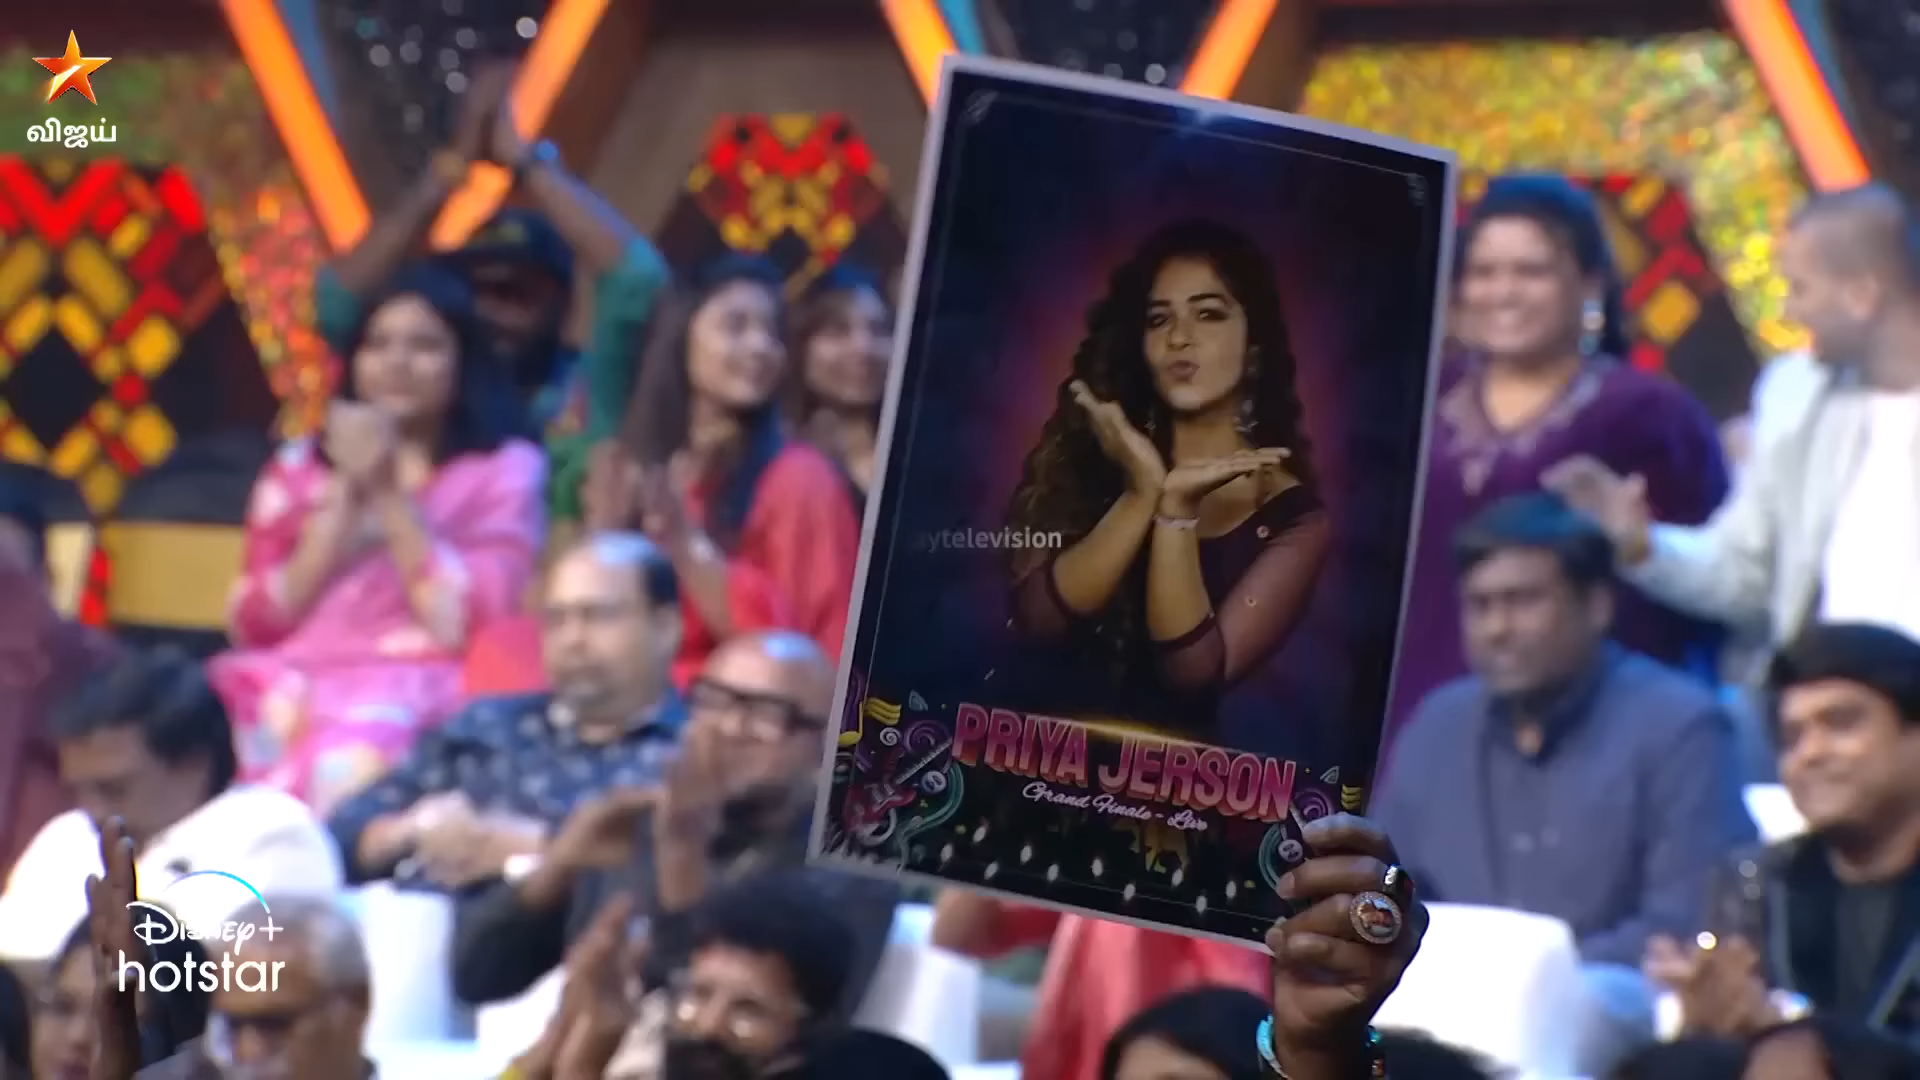 விஜய்
ytelevision
PRIYA JERSON
Grand Finale - Live
Disney+
hotstar